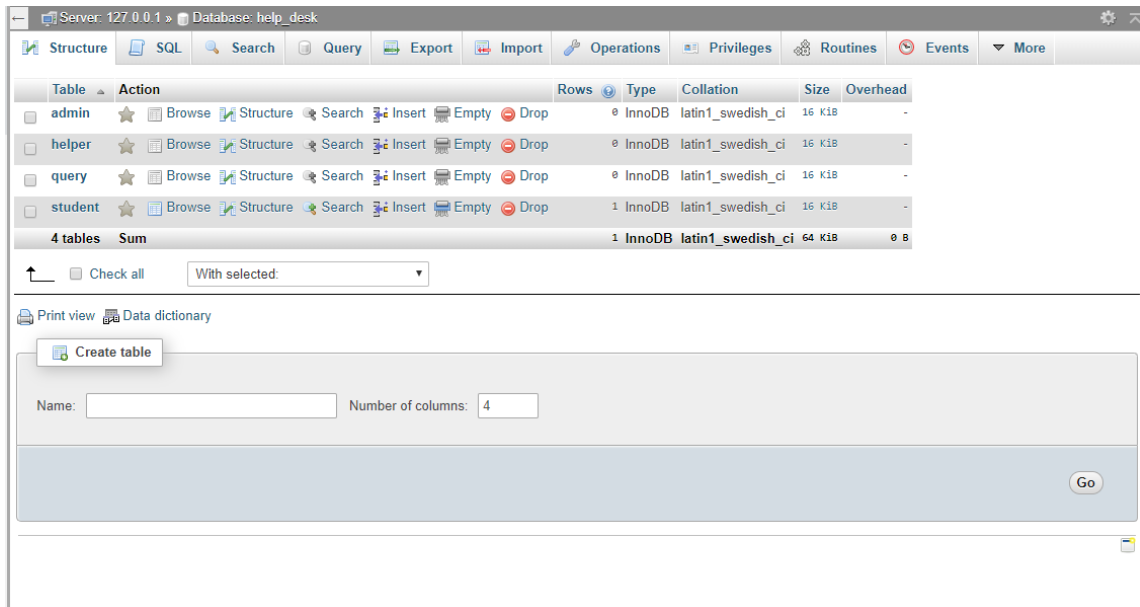 Server: 127.0.0.1 » Database: help_desk
Structure SQL Search Query Export Import Operations Privileges Routines Events More
Table Action Rows Type Collation Size Overhead
admin Browse Structure Search Insert Empty Drop 0 InnoDB latin1_swedish_ci 16 KiB -
helper Browse Structure Search Insert Empty Drop 0 InnoDB latin1_swedish_ci 16 KiB -
query Browse Structure Search Insert Empty Drop 0 InnoDB latin1_swedish_ci 16 KiB -
student Browse Structure Search Insert Empty Drop 1 InnoDB latin1_swedish_ci 16 KiB -
4 tables Sum 1 InnoDB latin1_swedish_ci 64 KiB 0 B
Check all With selected:
Print view Data dictionary
Create table
Name: Number of columns: 4
Go